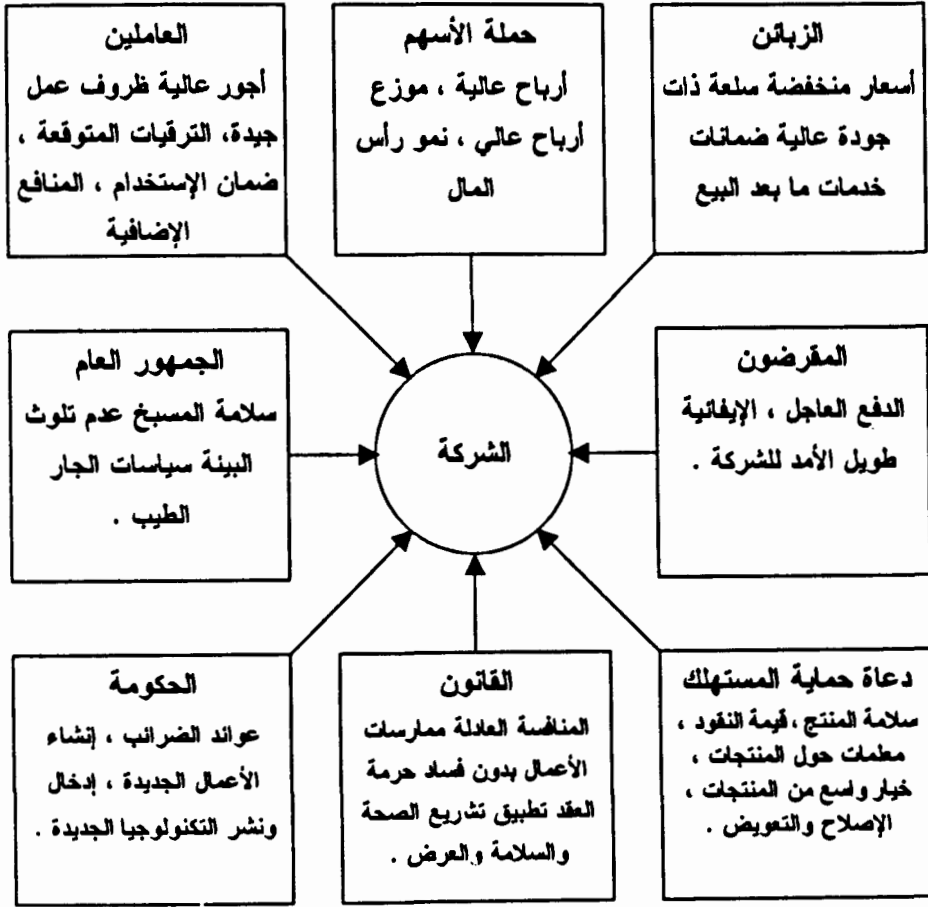 الزبائن
أسعار منخفضة سلعة ذات
جودة عالية ضمانات
خدمات ما بعد البيع
حملة الأسهم
أرباح عالية ، موزع
أرباح عالي ، نمو رأس
المال
العاملين
أجور عالية ظروف عمل
جيدة، الترقيات المتوقعة ،
ضمان الإستخدام ، المنافع
الإضافية
المقرضون
الدفع العاجل ، الإيفائية
طويل الأمد للشركة .
الشركة
الجمهور العام
سلامة المسبخ عدم تلوث
البيئة سياسات الجار
الطيب .
دعاة حماية المستهلك
سلامة المنتج ، قيمة النقود ،
معلمات حول المنتجات ،
خيار واسع من المنتجات ،
الإصلاح والتعويض .
القانون
المنافسة العادلة ممارسات
الأعمال بدون فساد حرمة
العقد تطبيق تشريع الصحة
والسلامة والعرض .
الحكومة
عوائد الضرائب ، إنشاء
الأعمال الجديدة ، إدخال
ونشر التكنولوجيا الجديدة .